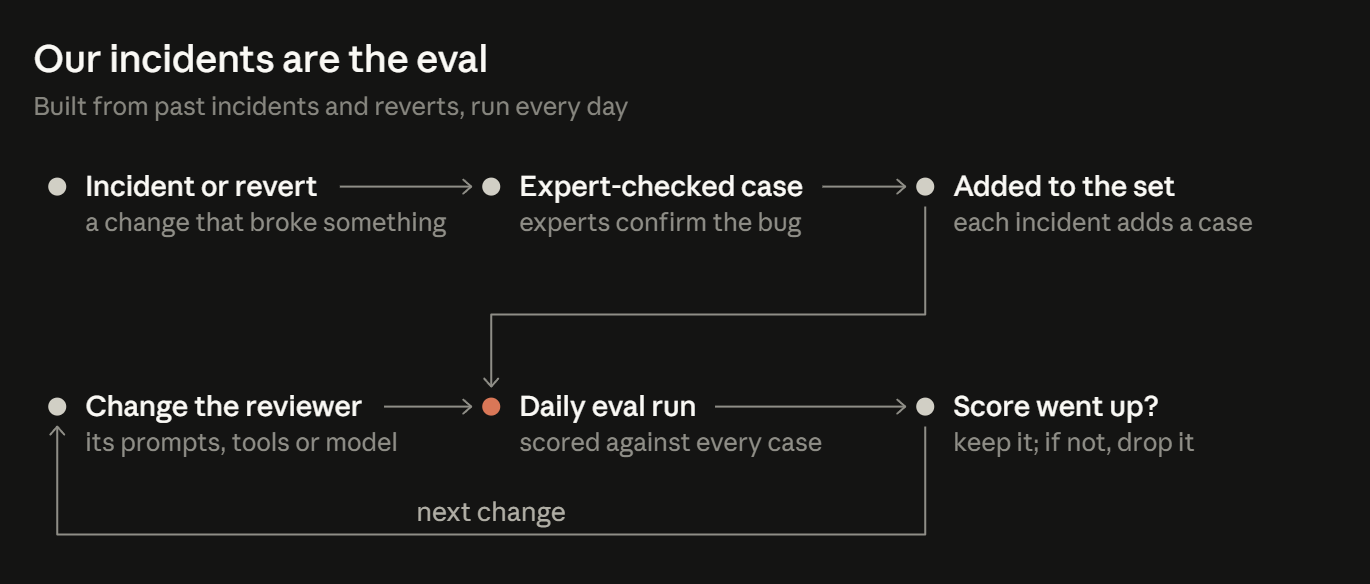 Our incidents are the eval
Built from past incidents and reverts, run every day
Incident or revert
a change that broke something
Expert-checked case
experts confirm the bug
Added to the set
each incident adds a case
Change the reviewer
its prompts, tools or model
Daily eval run
scored against every case
Score went up?
keep it; if not, drop it
next change